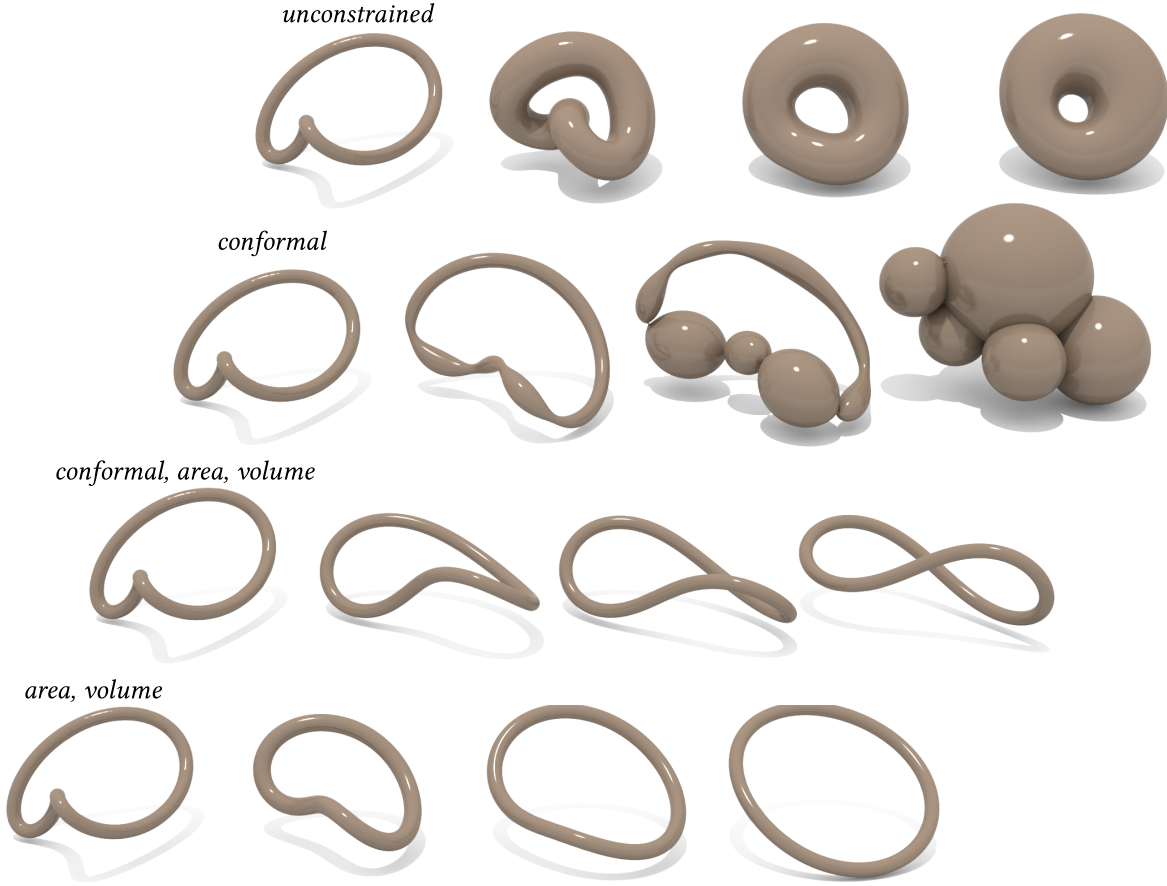 unconstrained
conformal
conformal, area, volume
area, volume